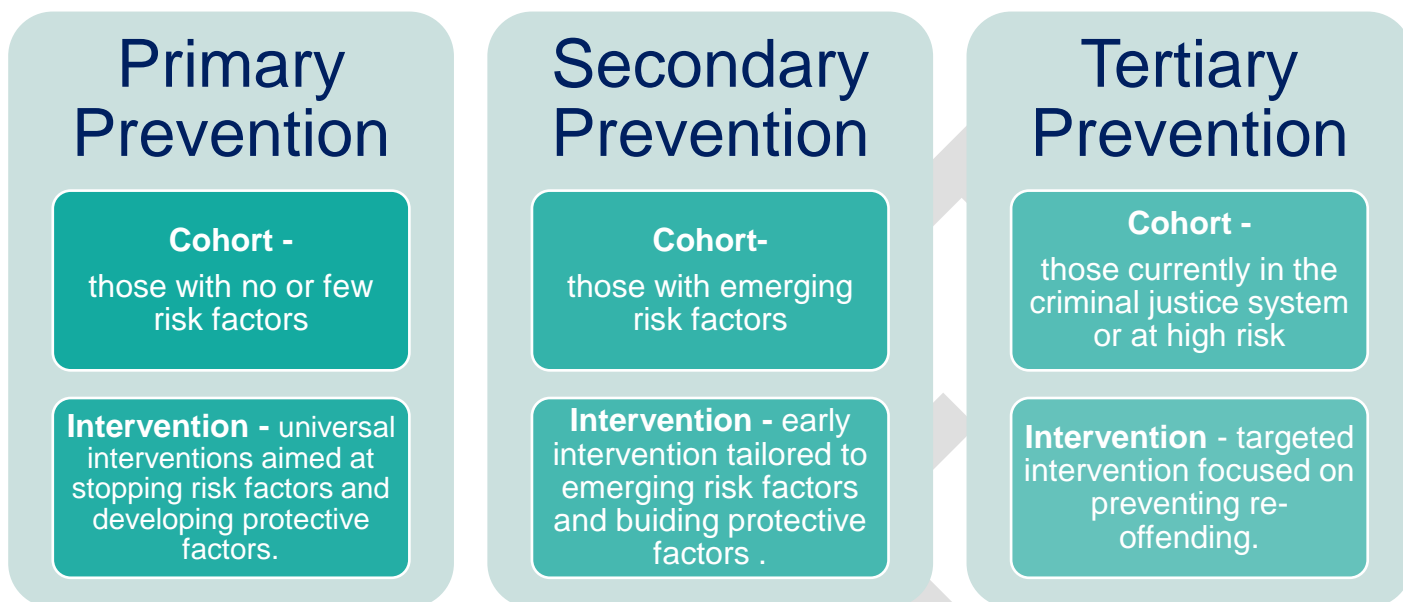 Primary
Prevention
Cohort -
those with no or few
risk factors
Intervention - universal
interventions aimed at
stopping risk factors and
developing protective
factors.
Secondary
Prevention
Cohort-
those with emerging
risk factors
Intervention - early
intervention tailored to
emerging risk factors
and buiding protective
factors .
Tertiary
Prevention
Cohort -
those currently in the
criminal justice system
or at high risk
Intervention - targeted
intervention focused on
preventing re-
offending.